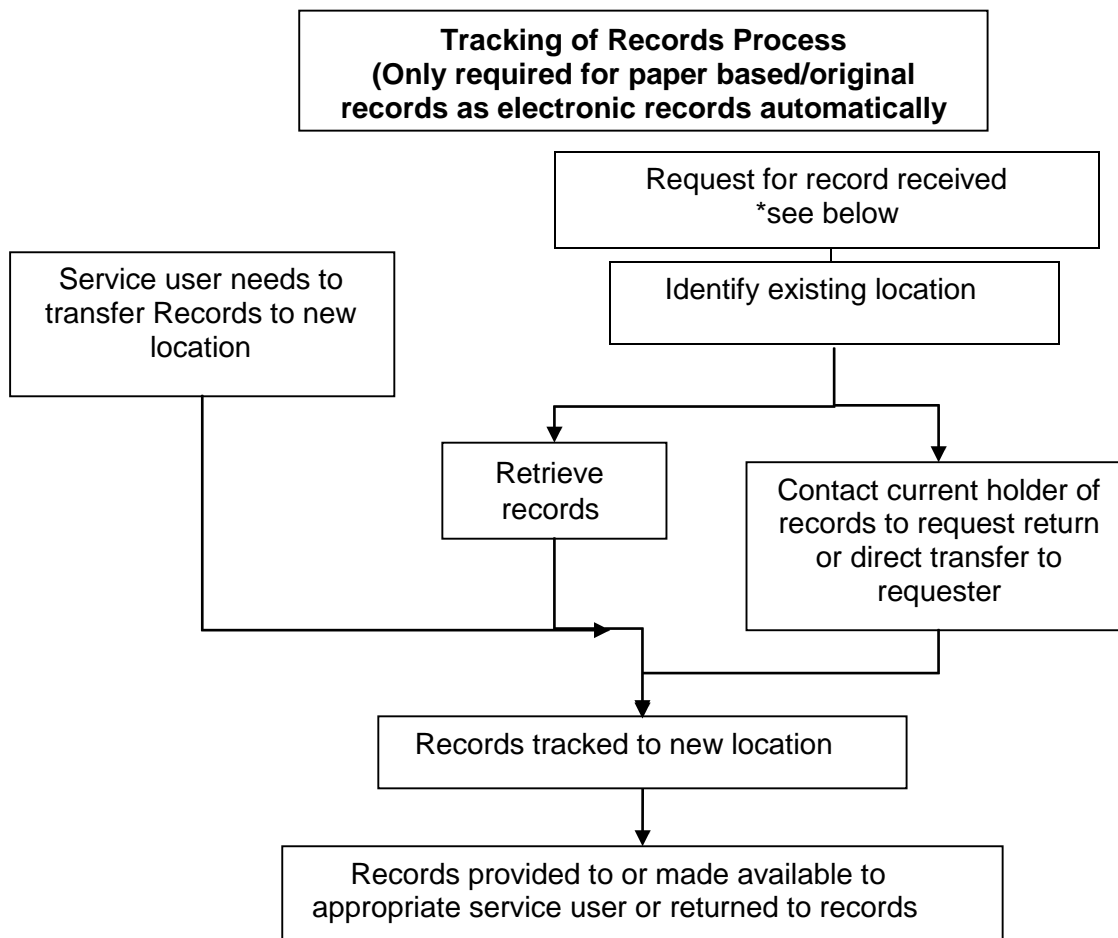 Tracking of Records Process
(Only required for paper based/original
records as electronic records automatically
Request for record received
*see below
Service user needs to
transfer Records to new
location
Identify existing location
Retrieve
records
Contact current holder of
records to request return
or direct transfer to
requester
Records tracked to new location
Records provided to or made available to
appropriate service user or returned to records